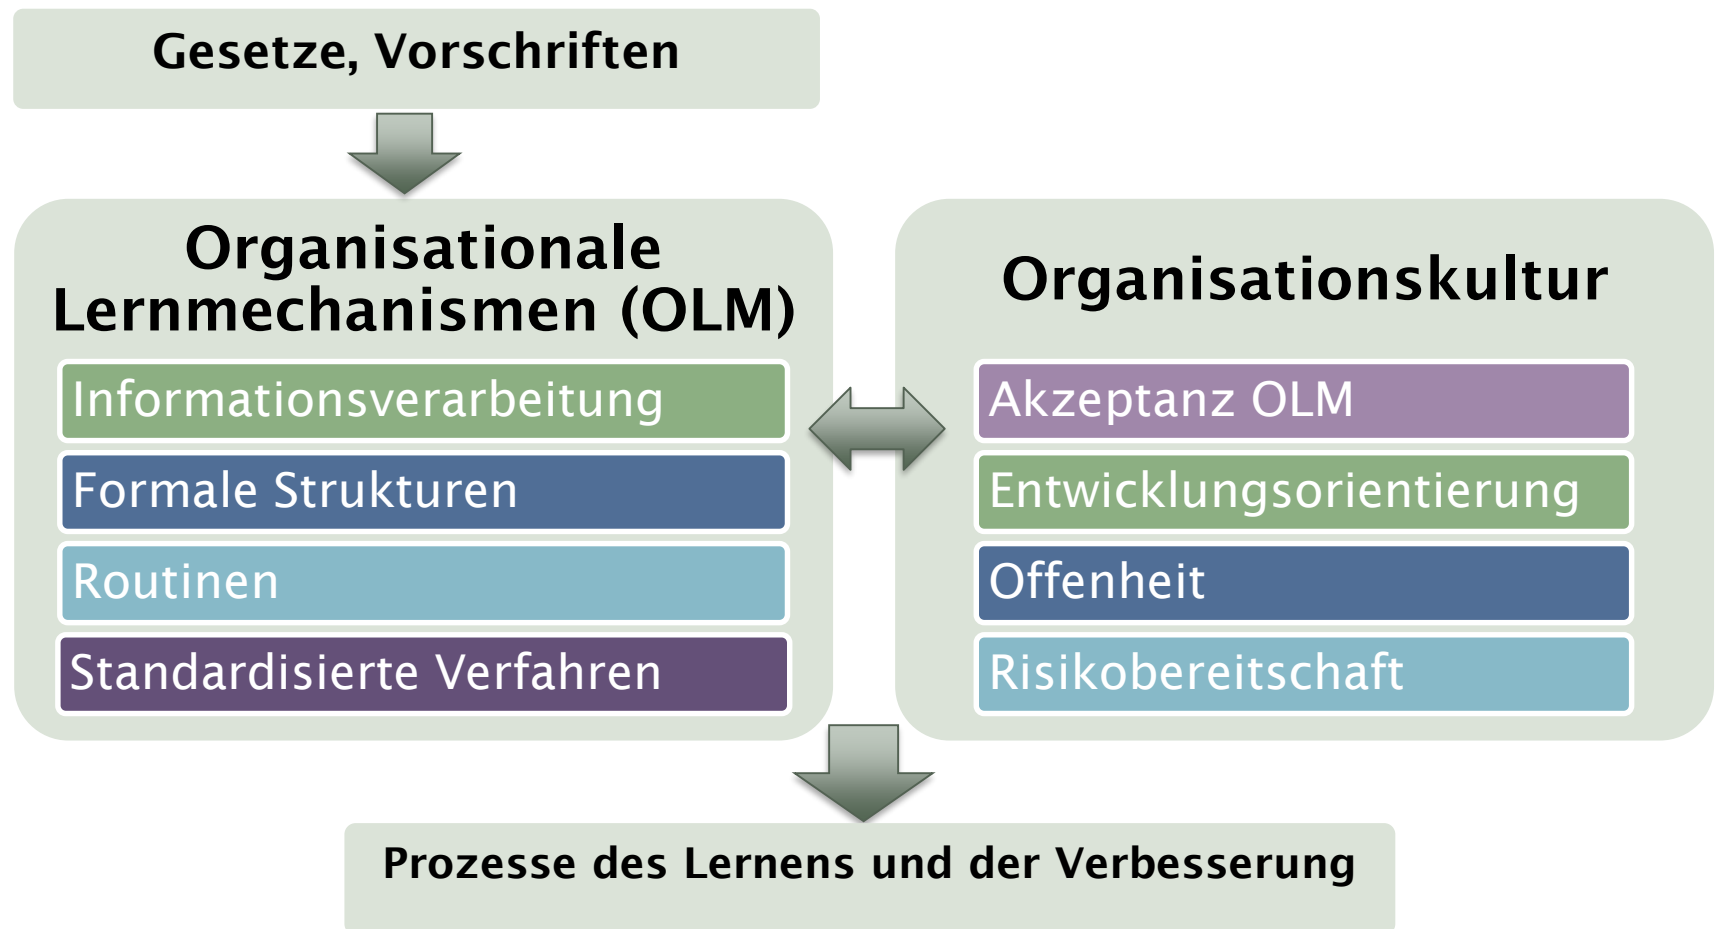 Gesetze, Vorschriften
Organisationale
Lernmechanismen (OLM)
Informationsverarbeitung
Formale Strukturen
Routinen
Standardisierte Verfahren
Organisationskultur
Akzeptanz OLM
Entwicklungsorientierung
Offenheit
Risikobereitschaft
Prozesse des Lernens und der Verbesserung